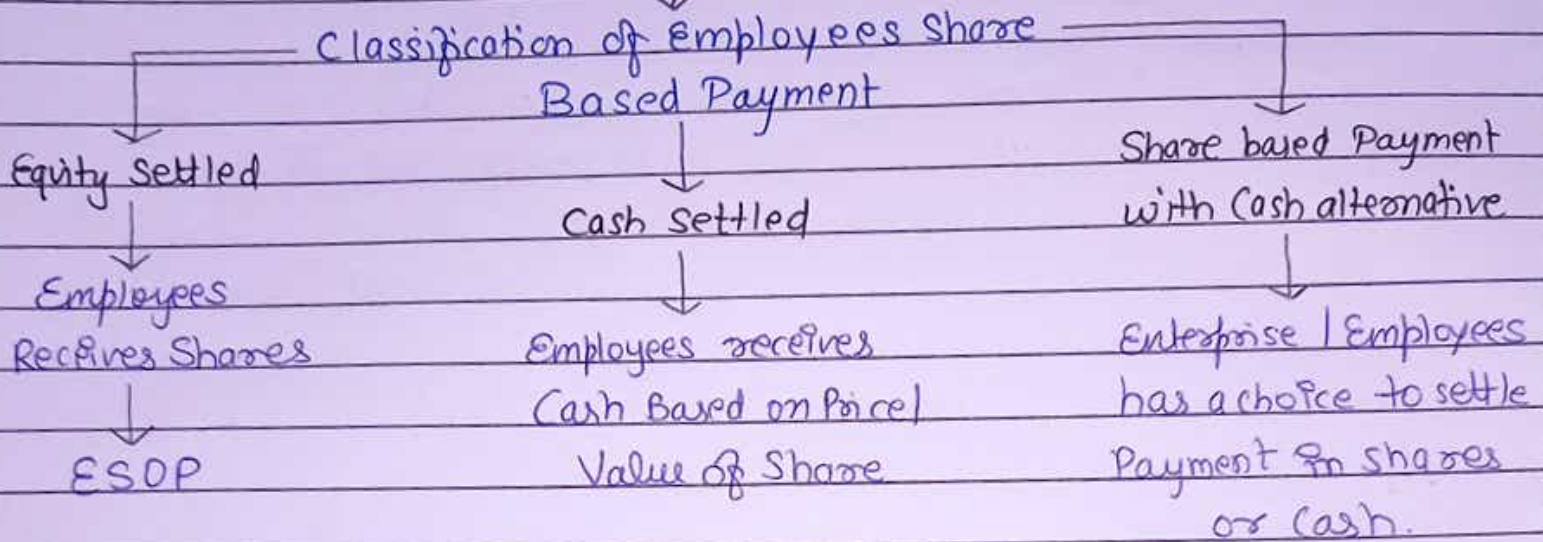 Classification of Employees Share
Based Payment
Equity Settled
Employees
Receives Shares
ESOP
Cash Settled
Employees receives
Cash Based on Price/
Value of Share
Share based Payment
with Cash alternative
Enterprise / Employees
has a choice to settle
Payment in shares
or Cash.